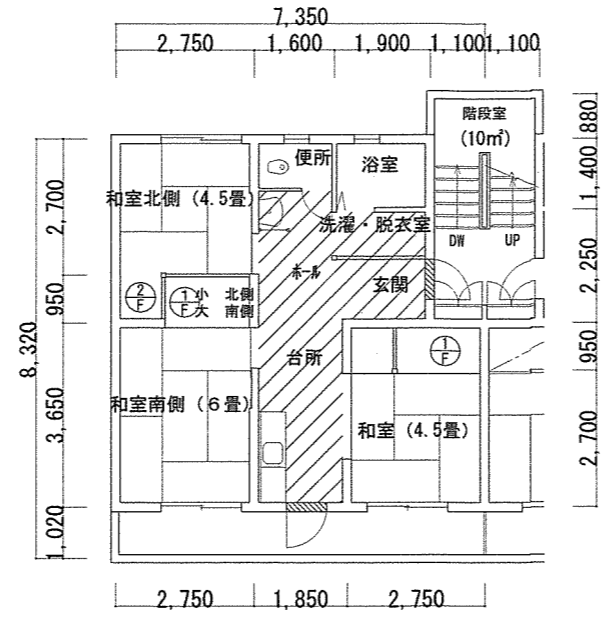 7,350
2,750
1,600
1,900
1,100
1,100
階段室
(10㎡)
880
便所
浴室
1,400
2,700
和室北側（4.5畳）
洗濯・脱衣室
DW
UP
2,250
ホール
玄関
950
2
F
1
F
小 北側
大 南側
8,320
台所
1
F
950
和室南側（６畳）
3,650
和室（4.5畳）
2,700
1,020
2,750
1,850
2,750